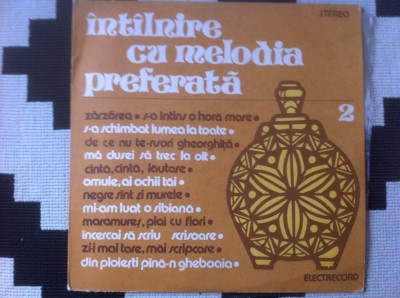 STEREO
întîlnire
cu melodia
preferată
2
zărzărea • s-a întins o hora mare •
s-a schimbat lumea la toate •
de ce nu te-nsori gheorghiță •
mă dusei să trec la olt •
cîntă, cîntă, lăutare •
omule, ai ochii tăi •
negre sînt și murele •
mi-am luat o sibiană •
maramureș, plai cu flori •
încercai să scriu scrisoare •
zi-i mai tare, măi scripcare •
din ploiești pînă-n gheboaia •
ELECTRECORD